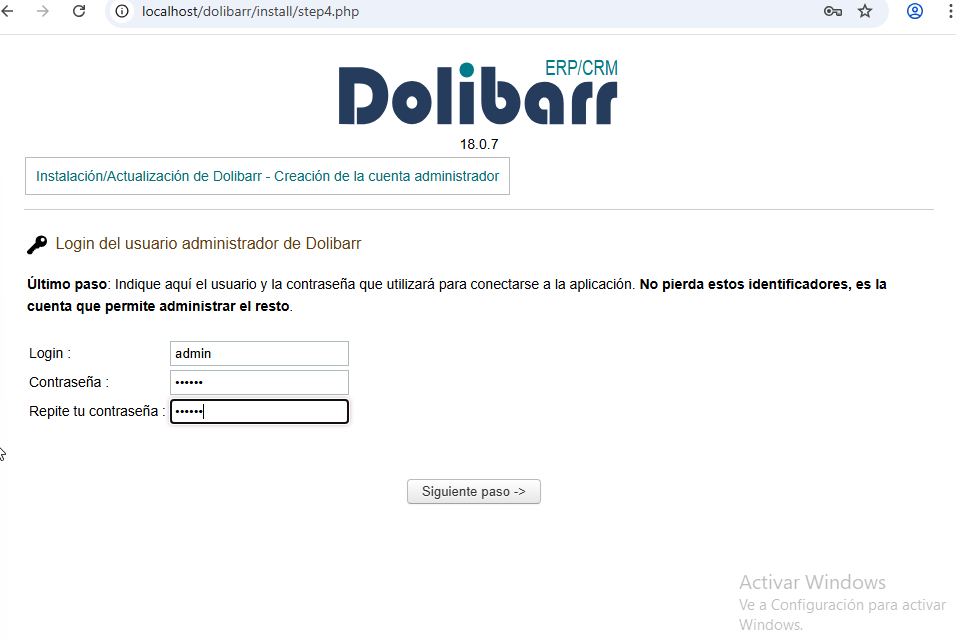 localhost/dolibarr/install/step4.php
ERP/CRM
Dolibarr
18.0.7
Instalación/Actualización de Dolibarr - Creación de la cuenta administrador
Login del usuario administrador de Dolibarr
Último paso: Indique aquí el usuario y la contraseña que utilizará para conectarse a la aplicación. No pierda estos identificadores, es la
cuenta que permite administrar el resto.
Login : admin
Contraseña : ••••••
Repite tu contraseña : ••••••
Siguiente paso ->
Activar Windows
Ve a Configuración para activar
Windows.